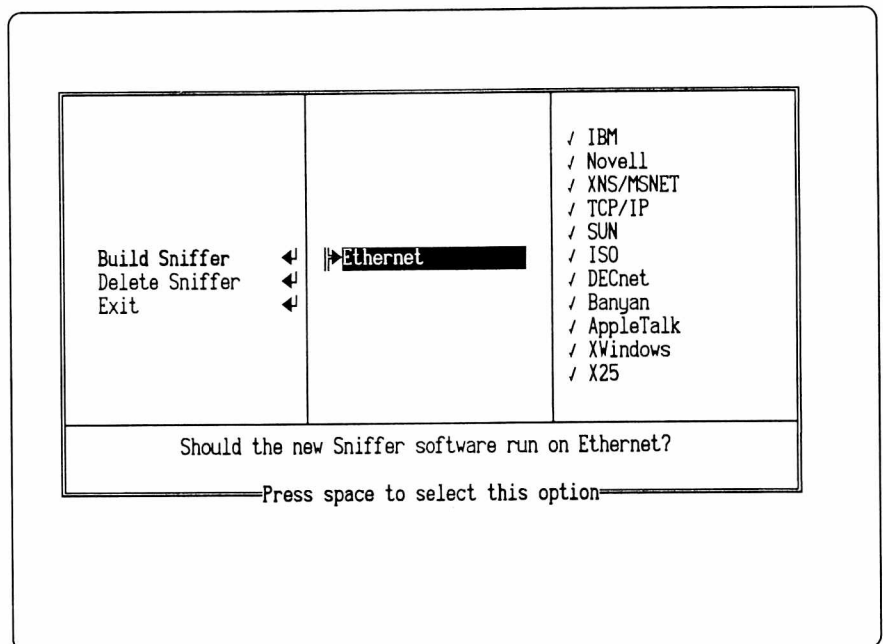 Build Sniffer
Delete Sniffer
Exit
Ethernet
IBM
Novell
XNS/MSNET
TCP/IP
SUN
ISO
DECnet
Banyan
AppleTalk
XWindows
X25
Should the new Sniffer software run on Ethernet?
Press space to select this option